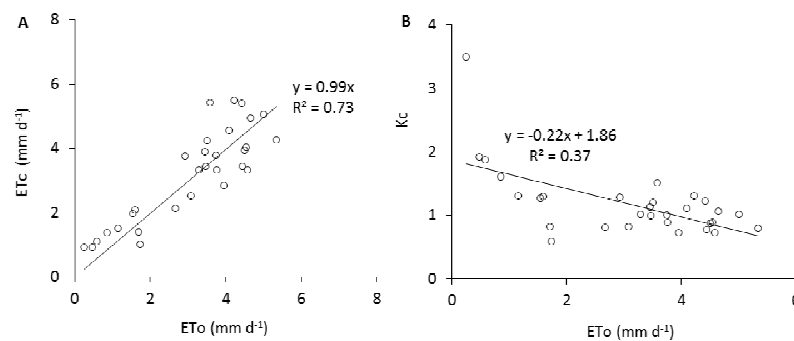 A
8
6
4
2
0
ETc (mm d-1)
y = 0.99x
R² = 0.73
0 2 4 6 8
ETo (mm d-1)
B
4
3
2
1
0
Kc
y = -0.22x + 1.86
R² = 0.37
0 2 4 6
ETo (mm d-1)